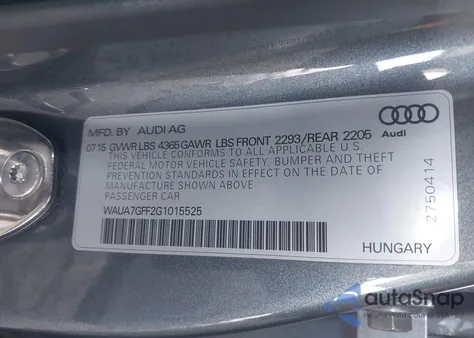 MFD. BY AUDI AG
Audi
0715 GVWR LBS 4365 GAWR LBS FRONT 2293/REAR 2205
THIS VEHICLE CONFORMS TO ALL APPLICABLE U.S.
FEDERAL MOTOR VEHICLE SAFETY, BUMPER AND THEFT
PREVENTION STANDARDS IN EFFECT ON THE DATE OF
MANUFACTURE SHOWN ABOVE
PASSENGER CAR
WAUA7GFF2G1015525
2750414
HUNGARY
autoSnap